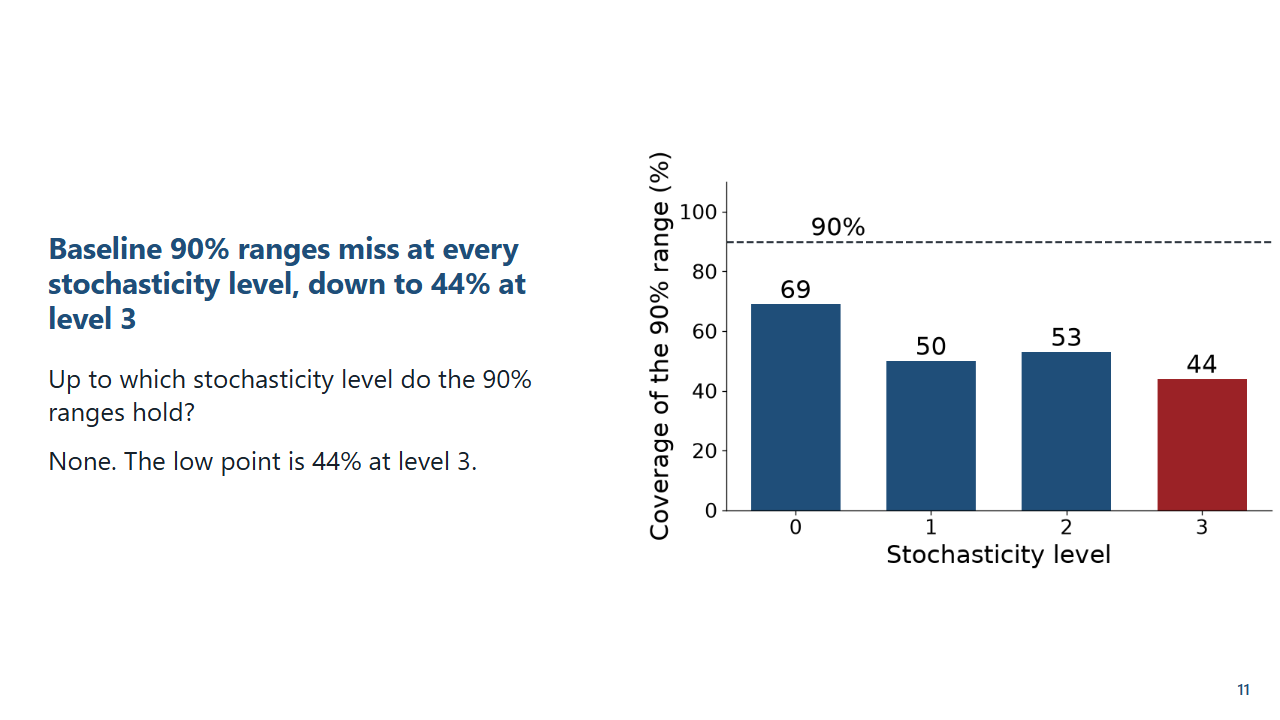 Baseline 90% ranges miss at every
stochasticity level, down to 44% at
level 3
Up to which stochasticity level do the 90%
ranges hold?
None. The low point is 44% at level 3.
Coverage of the 90% range (%)
100
80
60
40
20
0
90%
69
50
53
44
0
1
2
3
Stochasticity level
11